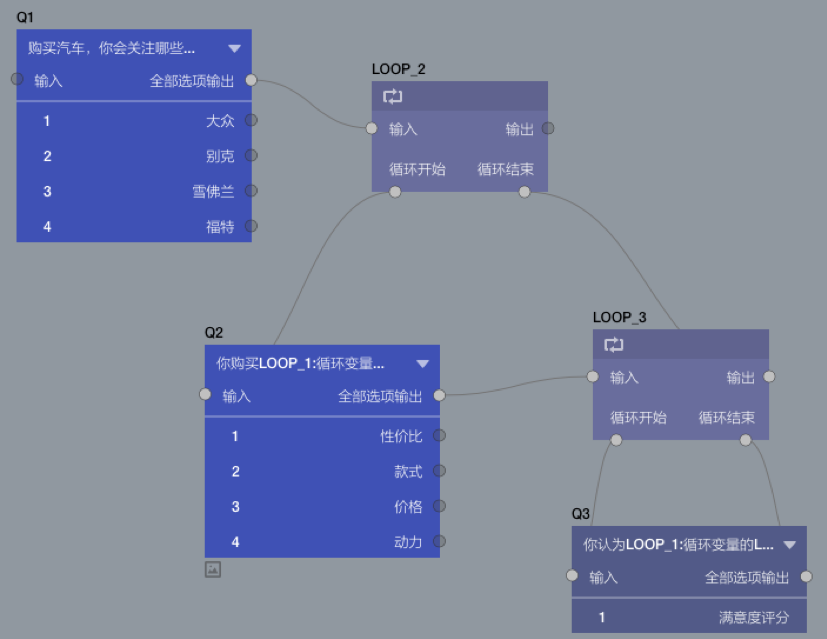 Q1
购买汽车，你会关注哪些...
输入 全部选项输出
1 大众
2 别克
3 雪佛兰
4 福特
LOOP_2
输入 输出
循环开始 循环结束
Q2
你购买LOOP_1:循环变量...
输入 全部选项输出
1 性价比
2 款式
3 价格
4 动力
LOOP_3
输入 输出
循环开始 循环结束
Q3
你认为LOOP_1:循环变量的L...
输入 全部选项输出
1 满意度评分